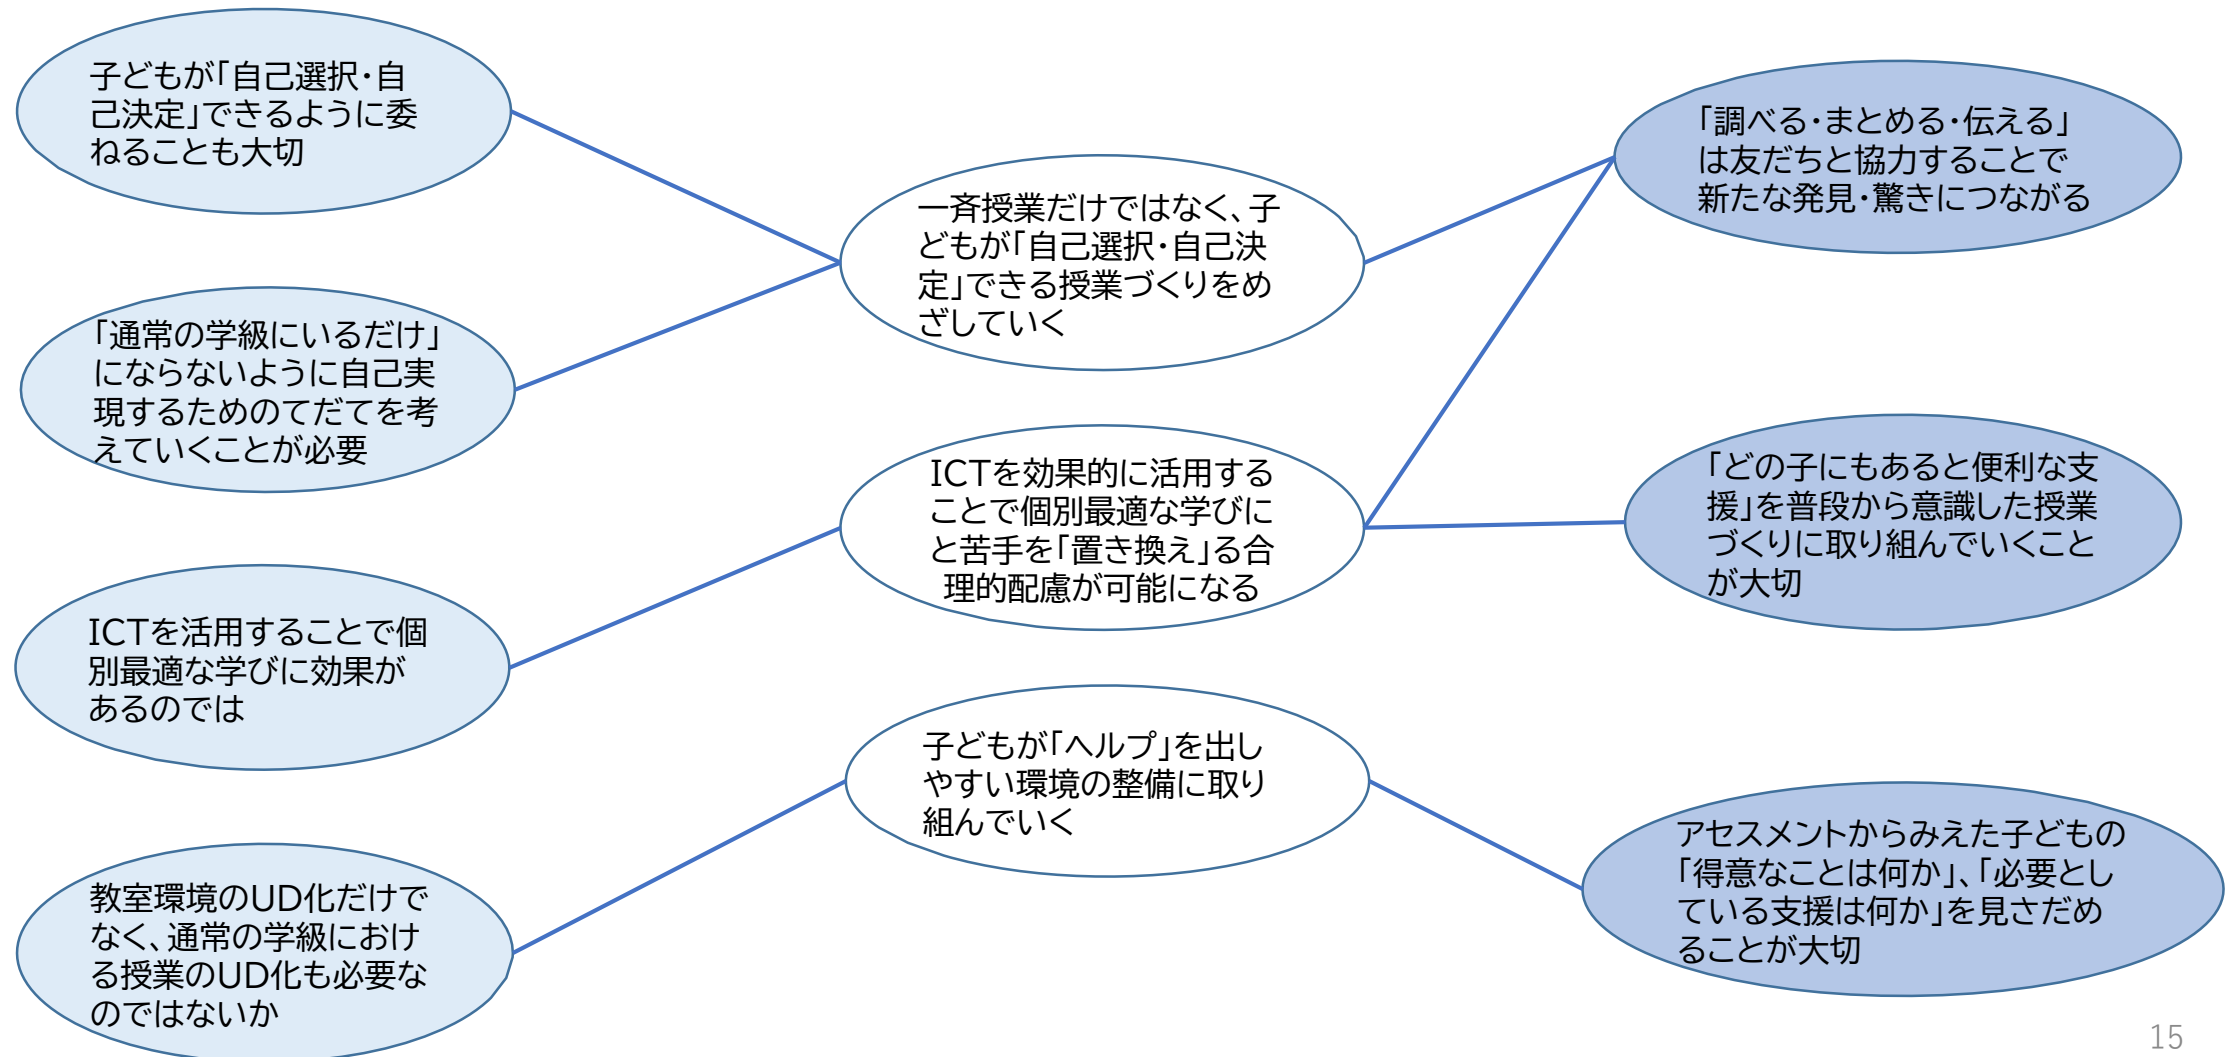 子どもが「自己選択・自
己決定」できるように委
ねることも大切
「通常の学級にいるだけ」
にならないように自己実
現するためのてだてを考
えていくことが必要
ICTを活用することで個
別最適な学びに効果が
あるのでは
教室環境のUD化だけで
なく、通常の学級におけ
る授業のUD化も必要な
のではないか
一斉授業だけではなく、子
どもが「自己選択・自己決
定」できる授業づくりをめ
ざしていく
ICTを効果的に活用する
ことで個別最適な学びに
と苦手を「置き換え」る合
理的配慮が可能になる
子どもが「ヘルプ」を出し
やすい環境の整備に取り
組んでいく
「調べる・まとめる・伝える」
は友だちと協力することで
新たな発見・驚きにつながる
「どの子にもあると便利な支
援」を普段から意識した授業
づくりに取り組んでいくこと
が大切
アセスメントからみえた子どもの
「得意なことは何か」、「必要とし
ている支援は何か」を見さだめ
ることが大切
15